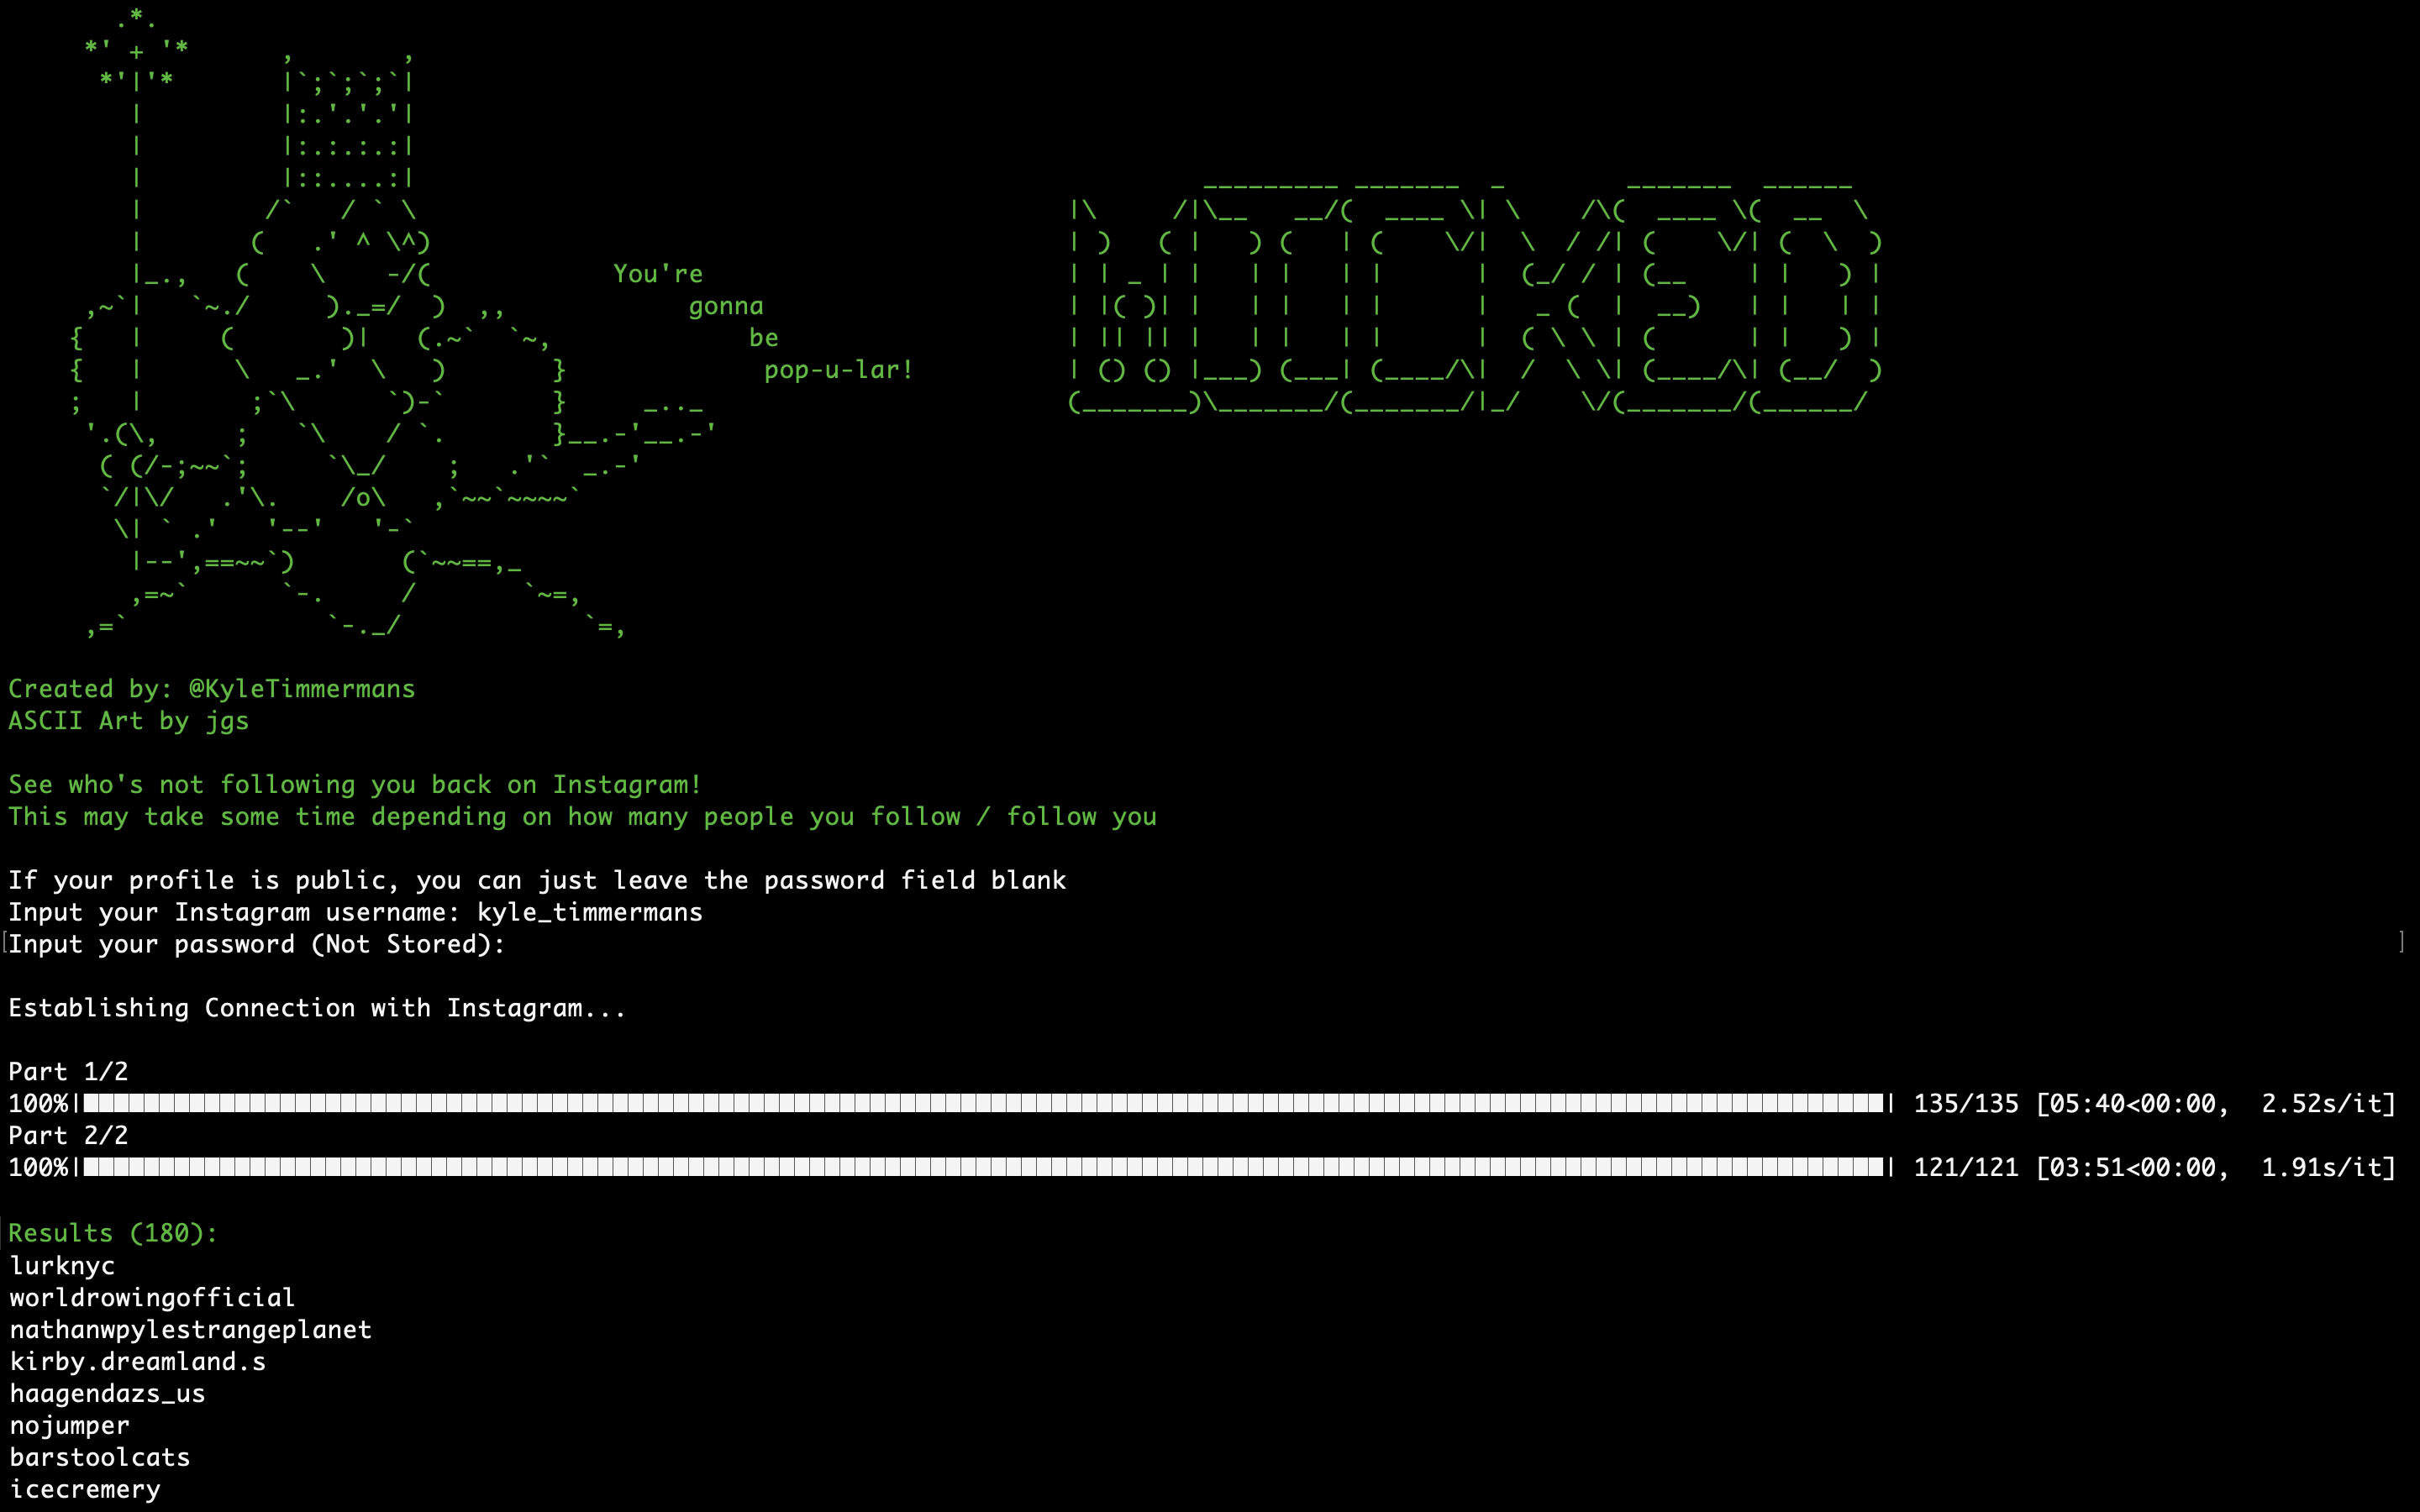 You're
gonna
be
pop-u-lar!
WICKED
Created by: @KyleTimmermans
ASCII Art by jgs
See who's not following you back on Instagram!
This may take some time depending on how many people you follow / follow you
If your profile is public, you can just leave the password field blank
Input your Instagram username: kyle_timmermans
[Input your password (Not Stored): ]
Establishing Connection with Instagram...
Part 1/2
100%| | 135/135 [05:40<00:00, 2.52s/it]
Part 2/2
100%| | 121/121 [03:51<00:00, 1.91s/it]
Results (180):
lurknyc
worldrowingofficial
nathanwpylestrangeplanet
kirby.dreamland.s
haagendazs_us
nojumper
barstoolcats
icecremery